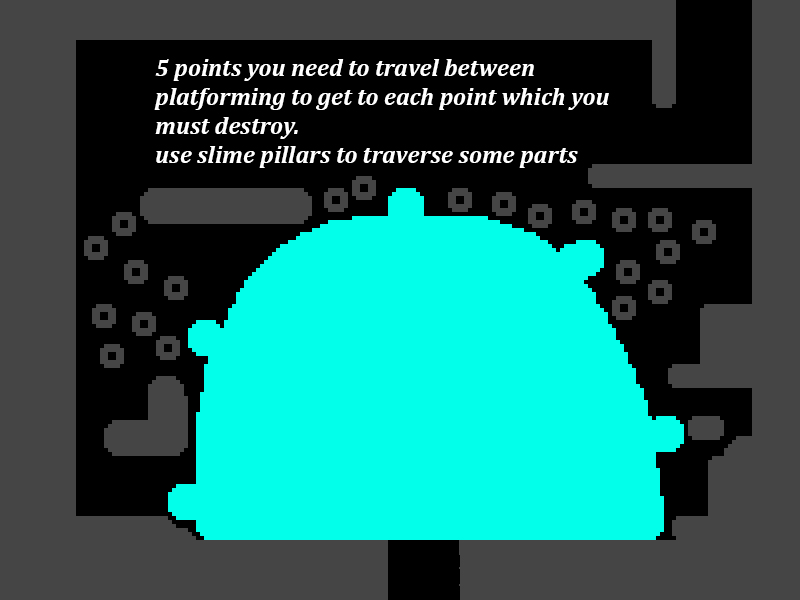 5 points you need to travel between
platforming to get to each point which you
must destroy.
use slime pillars to traverse some parts